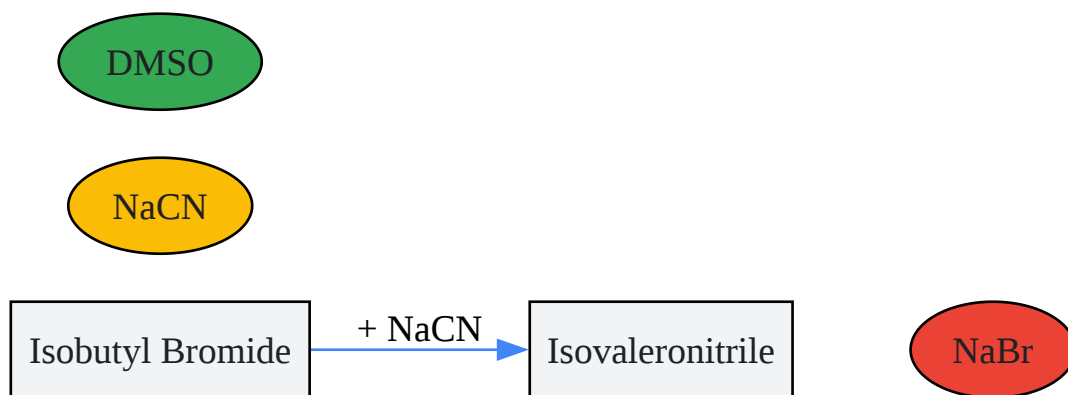 DMSO
NaCN
Isobutyl Bromide
+ NaCN
Isovaleronitrile
NaBr